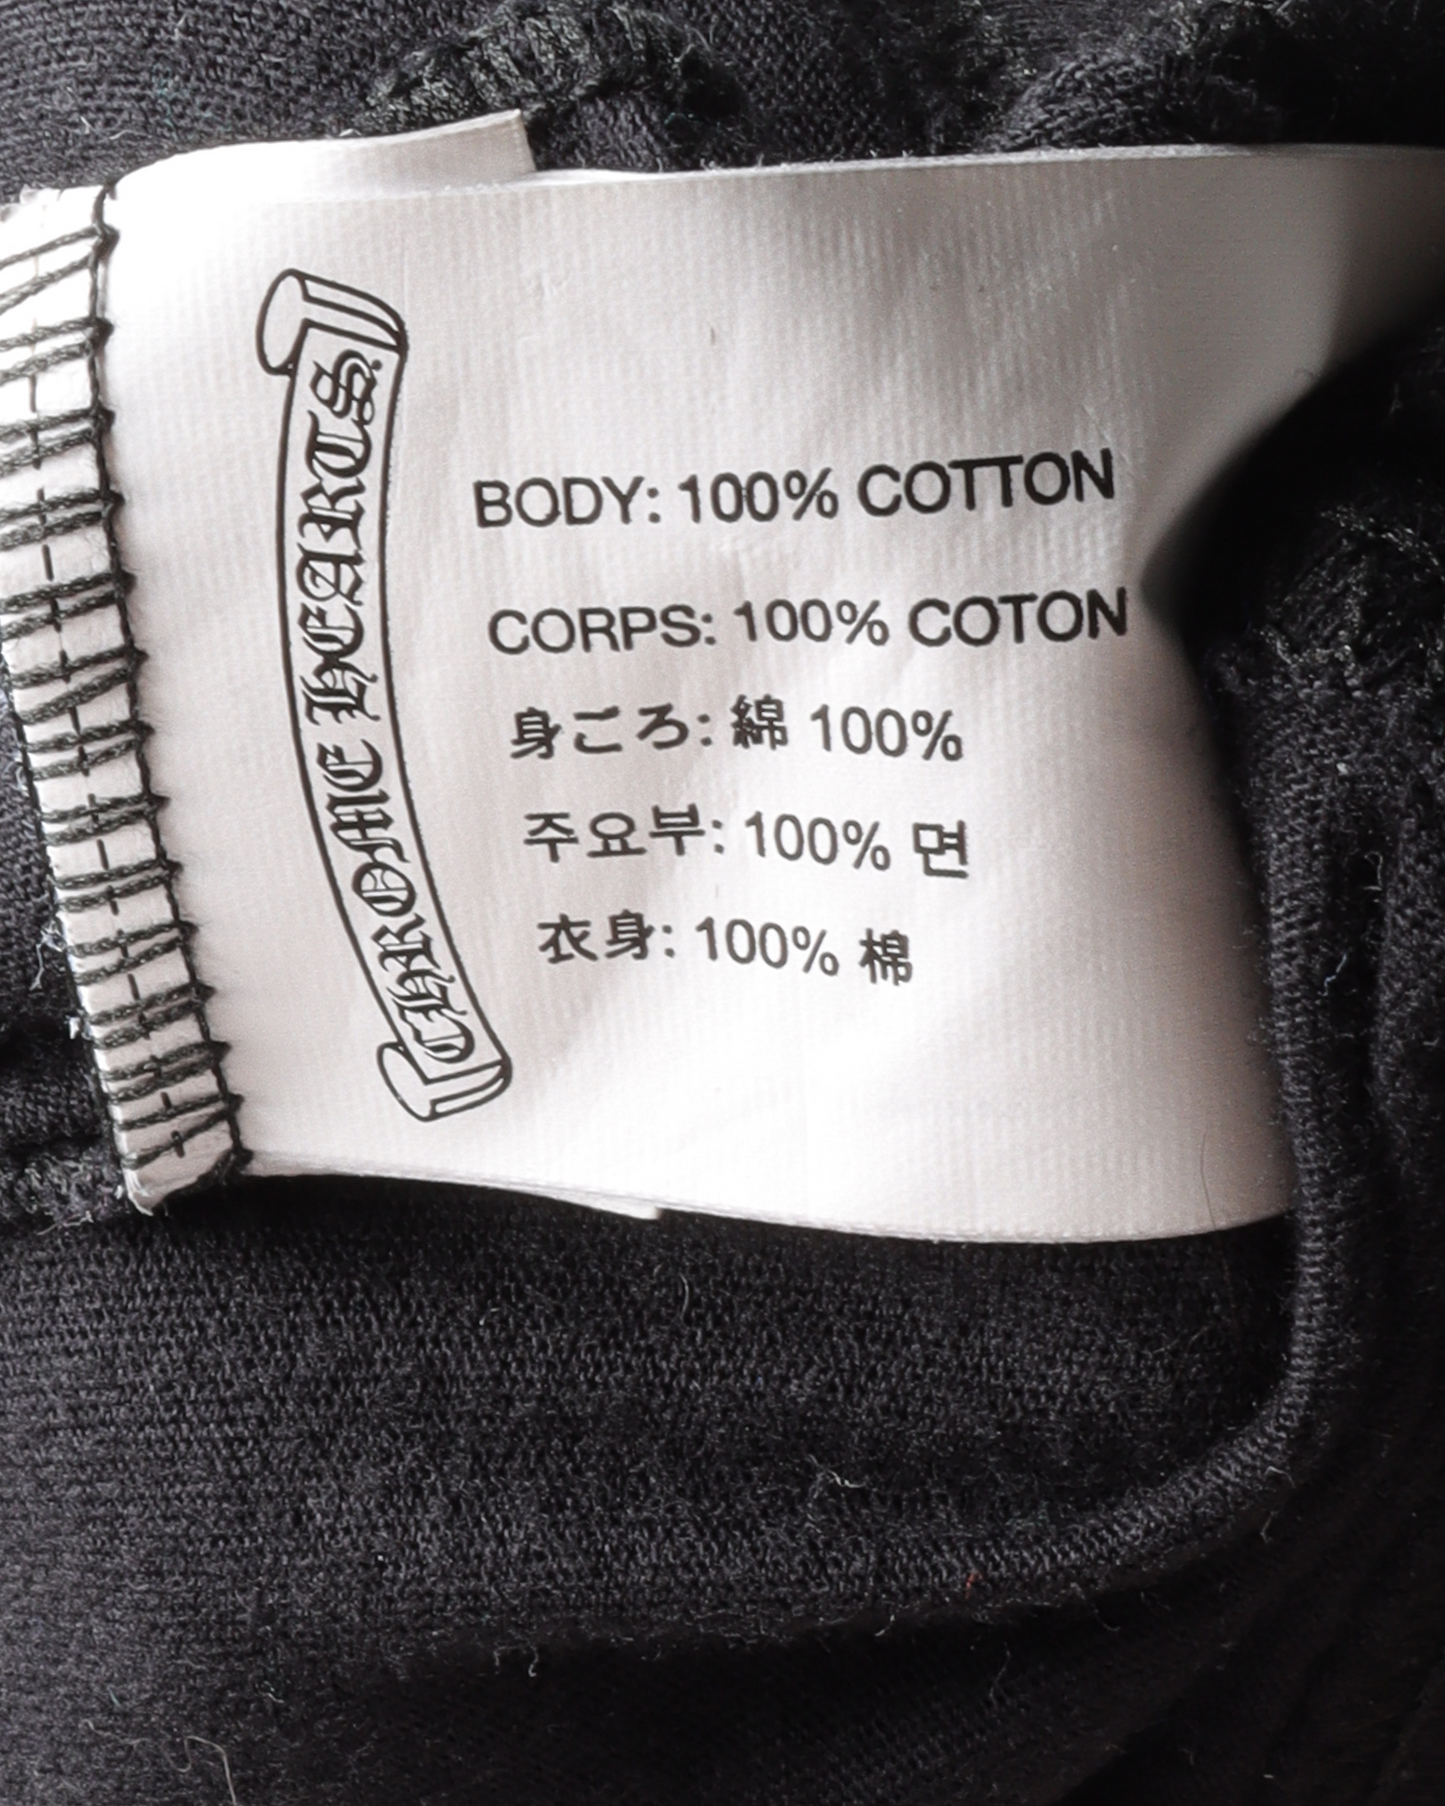 CHROME HEARTS
BODY: 100% COTTON
CORPS: 100% COTON
身ごろ: 綿 100%
주요부: 100% 면
衣身: 100% 棉